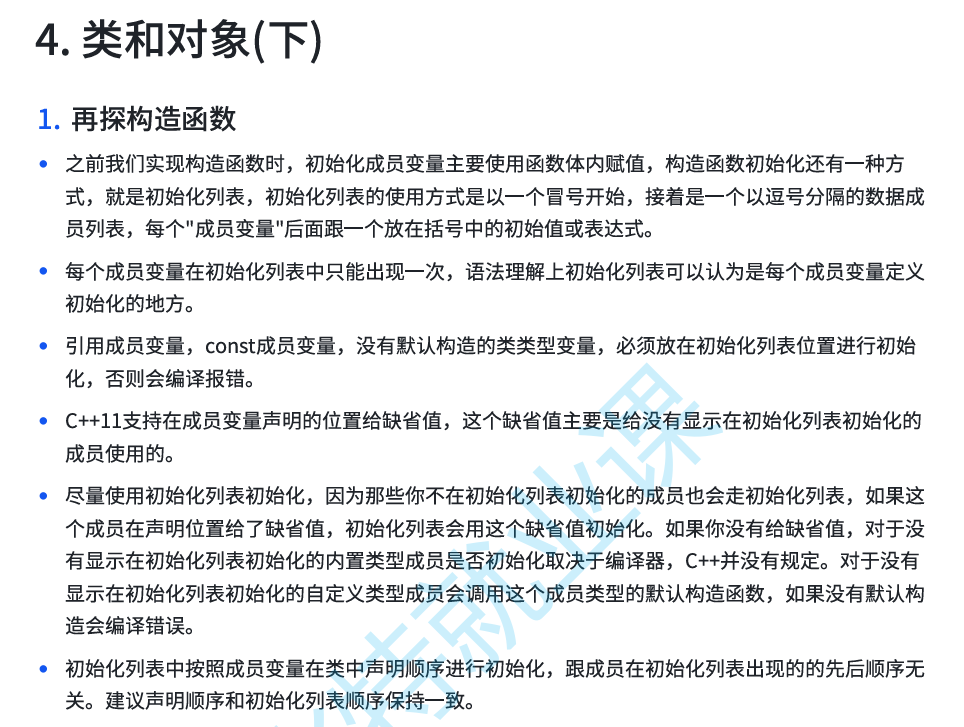 4. 类和对象(下)
1. 再探构造函数
• 之前我们实现构造函数时，初始化成员变量主要使用函数体内赋值，构造函数初始化还有一种方
式，就是初始化列表，初始化列表的使用方式是以一个冒号开始，接着是一个以逗号分隔的数据成
员列表，每个"成员变量"后面跟一个放在括号中的初始值或表达式。
• 每个成员变量在初始化列表中只能出现一次，语法理解上初始化列表可以认为是每个成员变量定义
初始化的地方。
• 引用成员变量，const成员变量，没有默认构造的类类型变量，必须放在初始化列表位置进行初始
化，否则会编译报错。
• C++11支持在成员变量声明的位置给缺省值，这个缺省值主要是给没有显示在初始化列表初始化的
成员使用的。
• 尽量使用初始化列表初始化，因为那些你不在初始化列表初始化的成员也会走初始化列表，如果这
个成员在声明位置给了缺省值，初始化列表会用这个缺省值初始化。如果你没有给缺省值，对于没
有显示在初始化列表初始化的内置类型成员是否初始化取决于编译器，C++并没有规定。对于没有
显示在初始化列表初始化的自定义类型成员会调用这个成员类型的默认构造函数，如果没有默认构
造会编译错误。
• 初始化列表中按照成员变量在类中声明顺序进行初始化，跟成员在初始化列表出现的的先后顺序无
关。建议声明顺序和初始化列表顺序保持一致。
特就业课